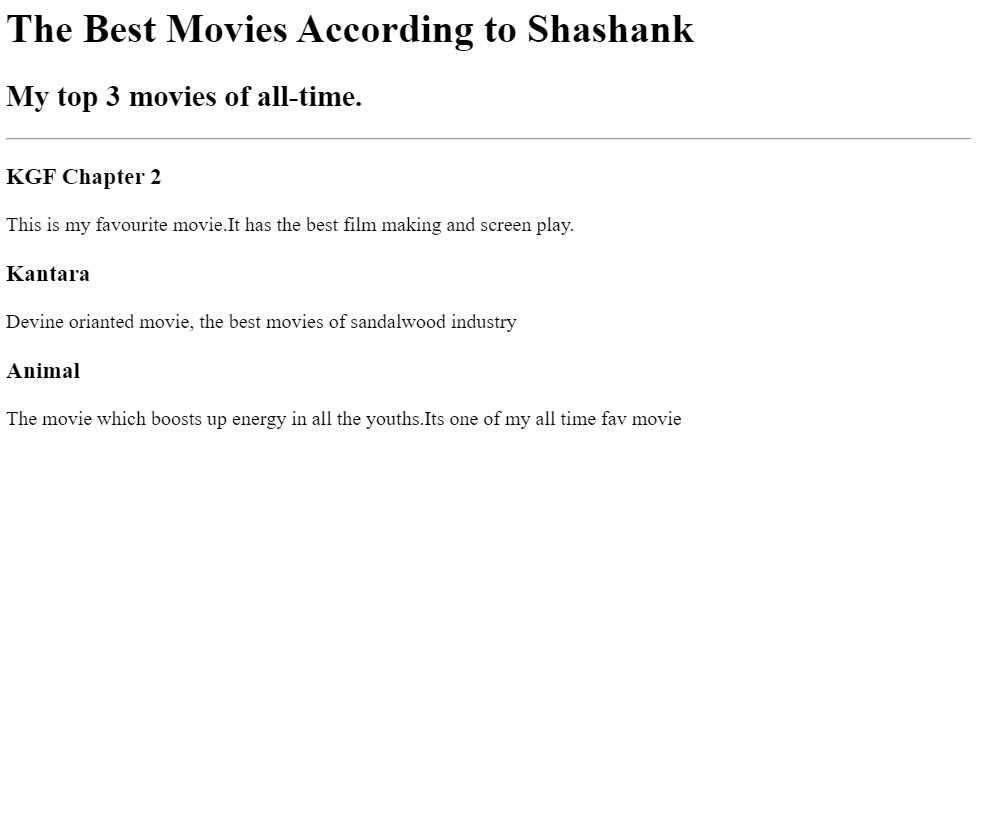 The Best Movies According to Shashank
My top 3 movies of all-time.
KGF Chapter 2
This is my favourite movie.It has the best film making and screen play.
Kantara
Devine orianted movie, the best movies of sandalwood industry
Animal
The movie which boosts up energy in all the youths.Its one of my all time fav movie